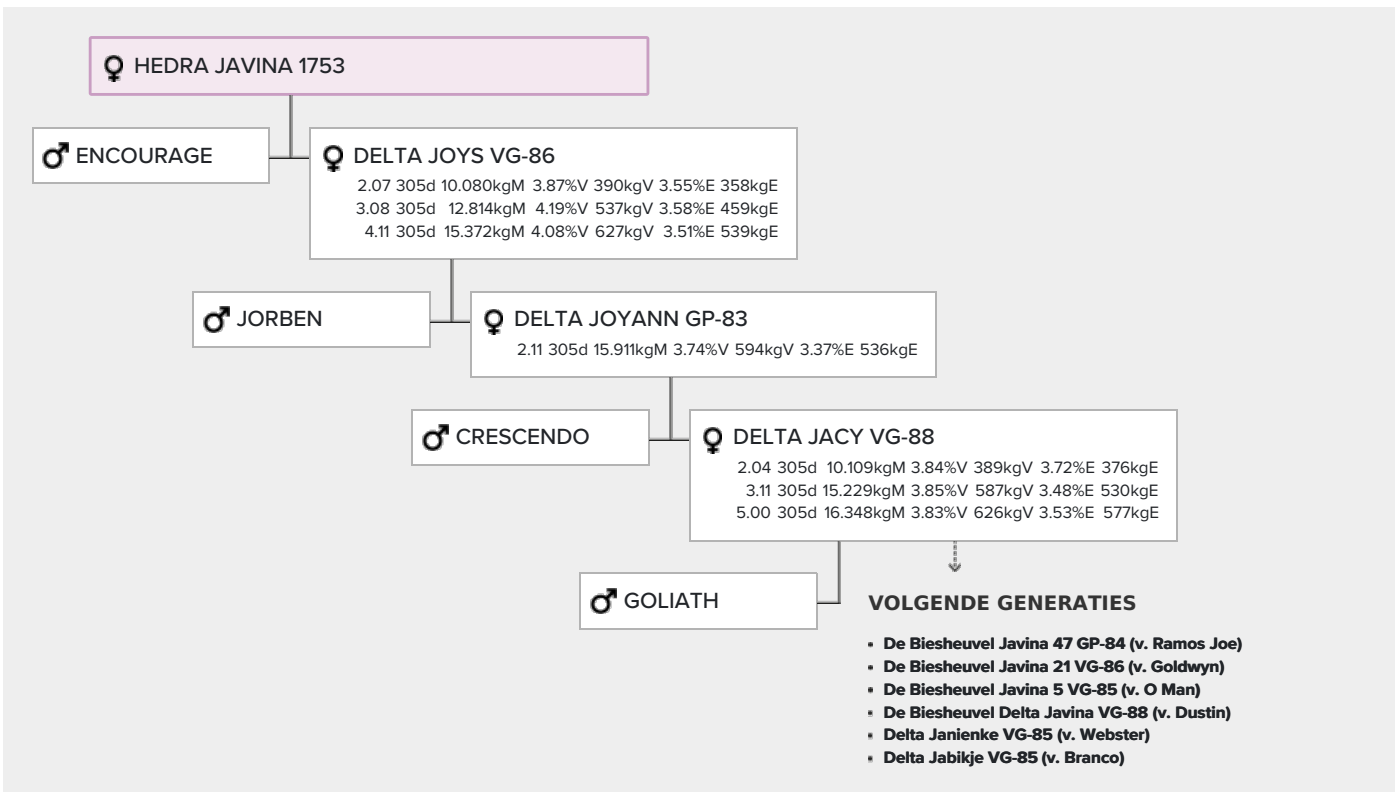 HEDRA JAVINA 1753
ENCOURAGE
DELTA JOYS VG-86
2.07 305d 10.080kgM 3.87%V 390kgV 3.55%E 358kgE
3.08 305d 12.814kgM 4.19%V 537kgV 3.58%E 459kgE
4.11 305d 15.372kgM 4.08%V 627kgV 3.51%E 539kgE
JORBEN
DELTA JOYANN GP-83
2.11 305d 15.911kgM 3.74%V 594kgV 3.37%E 536kgE
CRESCENDO
DELTA JACY VG-88
2.04 305d 10.109kgM 3.84%V 389kgV 3.72%E 376kgE
3.11 305d 15.229kgM 3.85%V 587kgV 3.48%E 530kgE
5.00 305d 16.348kgM 3.83%V 626kgV 3.53%E 577kgE
GOLIATH
VOLGENDE GENERATIES
• De Biesheuvel Javina 47 GP-84 (v. Ramos Joe)
• De Biesheuvel Javina 21 VG-86 (v. Goldwyn)
• De Biesheuvel Javina 5 VG-85 (v. O Man)
• De Biesheuvel Delta Javina VG-88 (v. Dustin)
• Delta Janienke VG-85 (v. Webster)
• Delta Jabikje VG-85 (v. Branco)